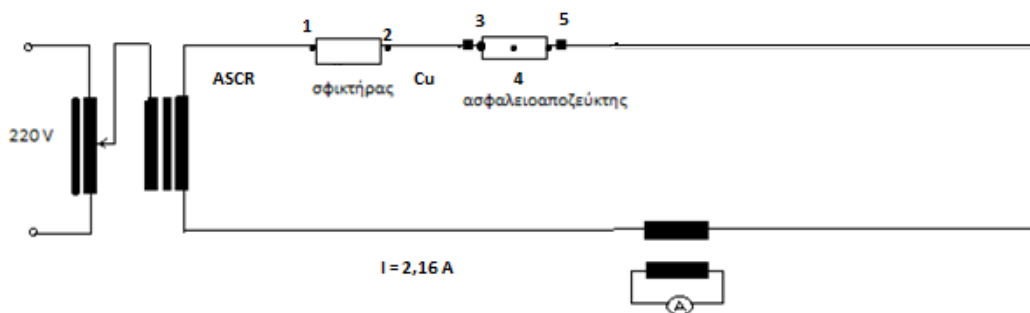 1
2
3
5
ASCR
σφικτήρας
Cu
4
ασφαλειοαποζεύκτης
220 V
I = 2,16 A
A